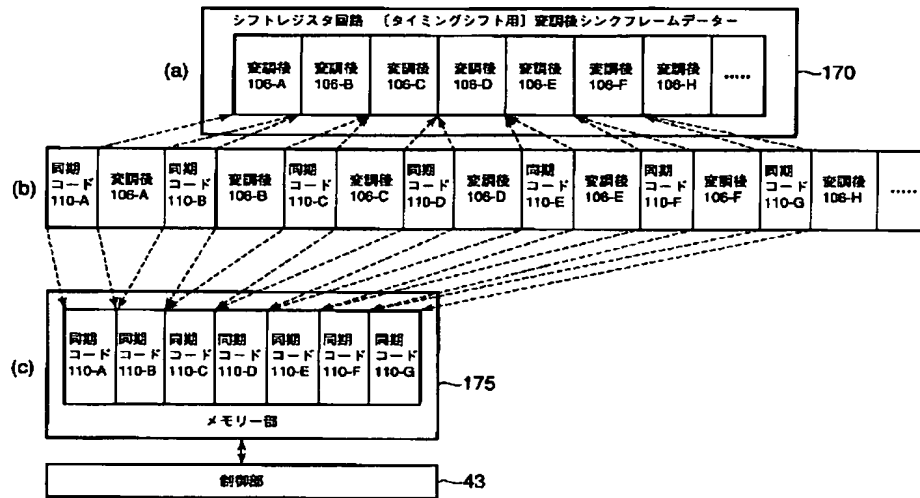 シフトレジスタ回路 〔タイミングシフト用〕変調後シンクフレームデーター
(a)
変調後 変調後 変調後 変調後 変調後 変調後 変調後 .....
106-A 106-B 106-C 106-D 106-E 106-F 106-H
170
(b)
同期 変調後 同期 変調後 同期 変調後 同期 変調後 同期 変調後 同期 変調後 同期 変調後 .....
コード 106-A コード 106-B コード 106-C コード 106-D コード 106-E コード 106-F コード 106-H
110-A 110-B 110-C 110-D 110-E 110-F 110-G
(c)
同期 同期 同期 同期 同期 同期 同期
コード コード コード コード コード コード コード
110-A 110-B 110-C 110-D 110-E 110-F 110-G
175
メモリー部
制御部
43